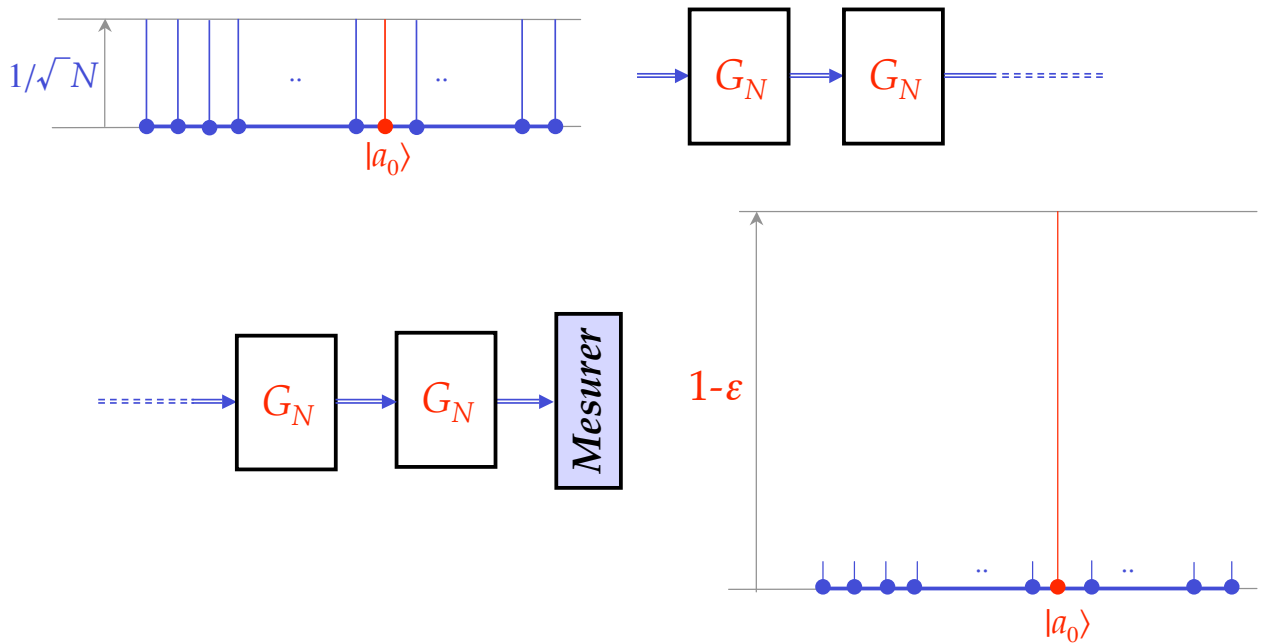 1/√N
..
..
|a₀⟩
G_N
G_N
G_N
G_N
Mesurer
1-ε
..
..
|a₀⟩